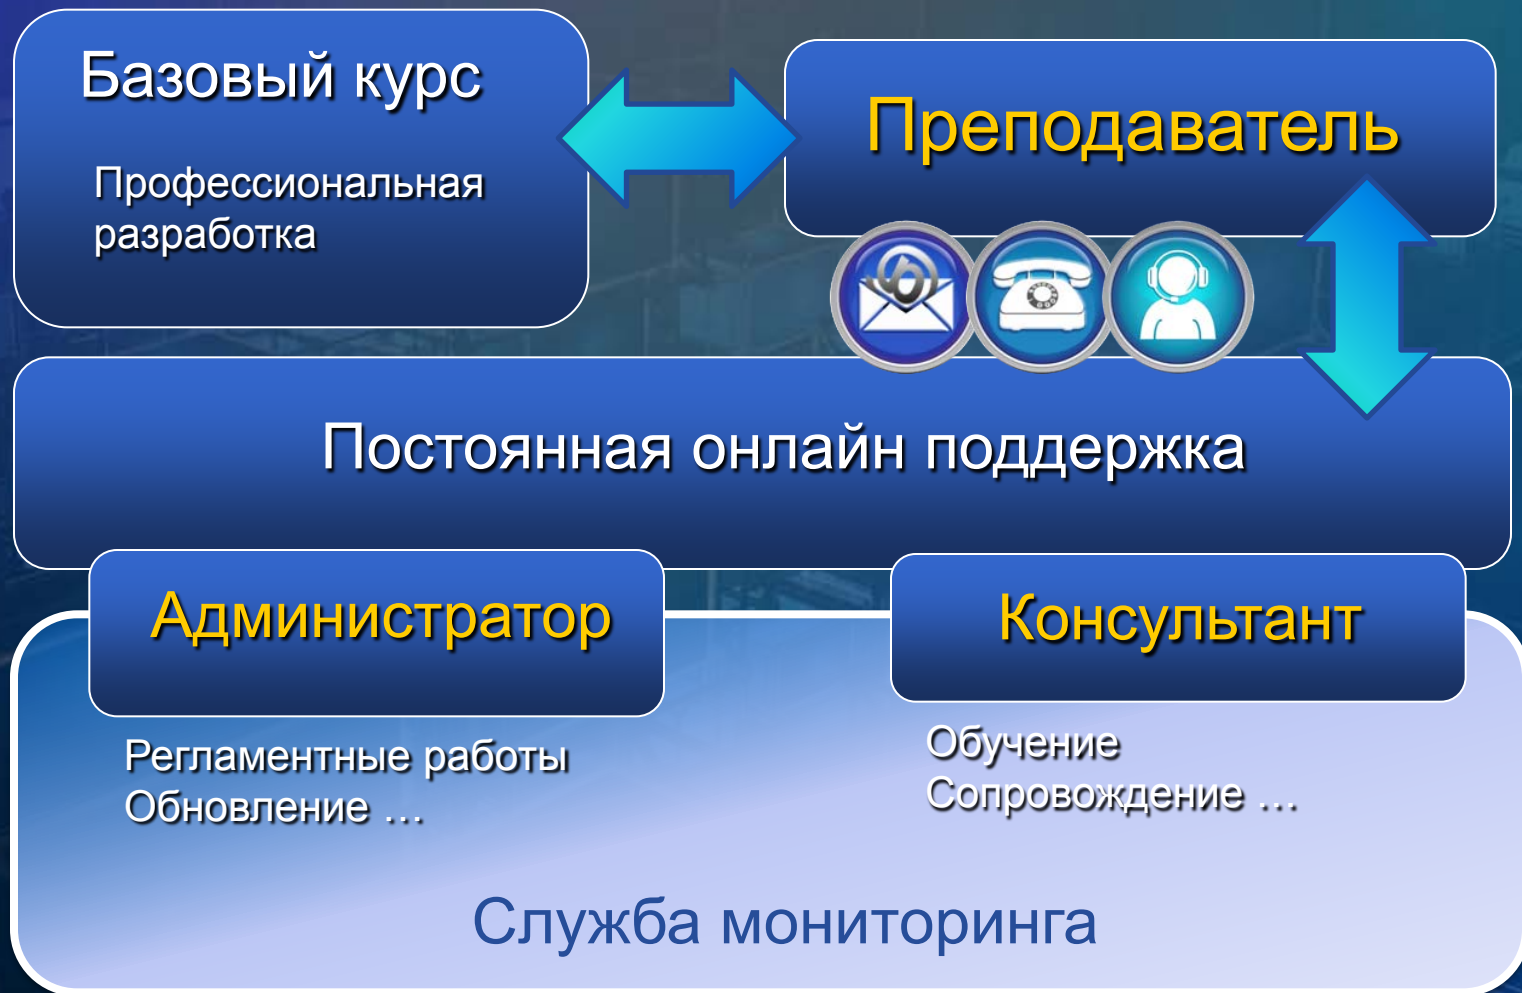 Базовый курс
Профессиональная
разработка
Преподаватель
Постоянная онлайн поддержка
Администратор
Консультант
Регламентные работы
Обновление ...
Обучение
Сопровождение ...
Служба мониторинга